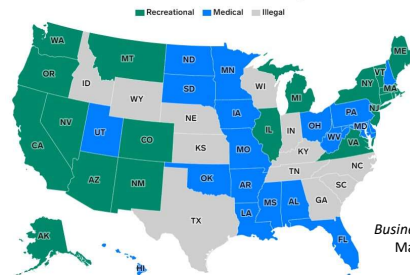 Recreational Medical Illegal
WA
ME
MT
ND
VT
OR
MN
ID
NY
MA
SD
WI
MI
WY
IA
PA
NJ
NV
NE
OH
MD
IL
IN
UT
WV
VA
CA
CO
KS
MO
KY
NC
TN
AZ
NM
OK
AR
SC
MS
AL
GA
TX
LA
Busines
AK
Ma
FL
HI